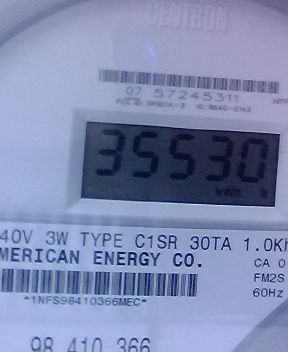 CENTRON
07 57245311
35530
kWh
40V 3W TYPE C1SR 30TA 1.0Kh
MERICAN ENERGY CO.
CA 0
FM2S
60Hz
*1NFS98410366MEC*
98 410 366